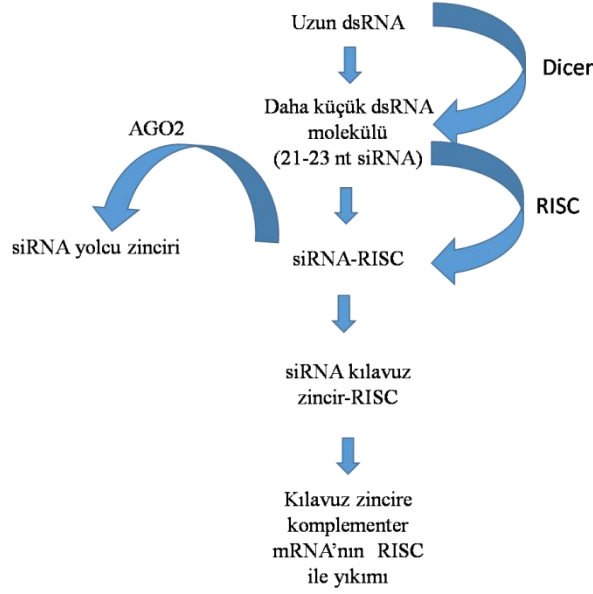 Uzun dsRNA
Dicer
Daha küçük dsRNA
molekülü
(21-23 nt siRNA)
AGO2
RISC
siRNA yolcu zinciri
siRNA-RISC
siRNA kılavuz
zincir-RISC
Kılavuz zincire
komplementer
mRNA’nın RISC
ile yıkımı